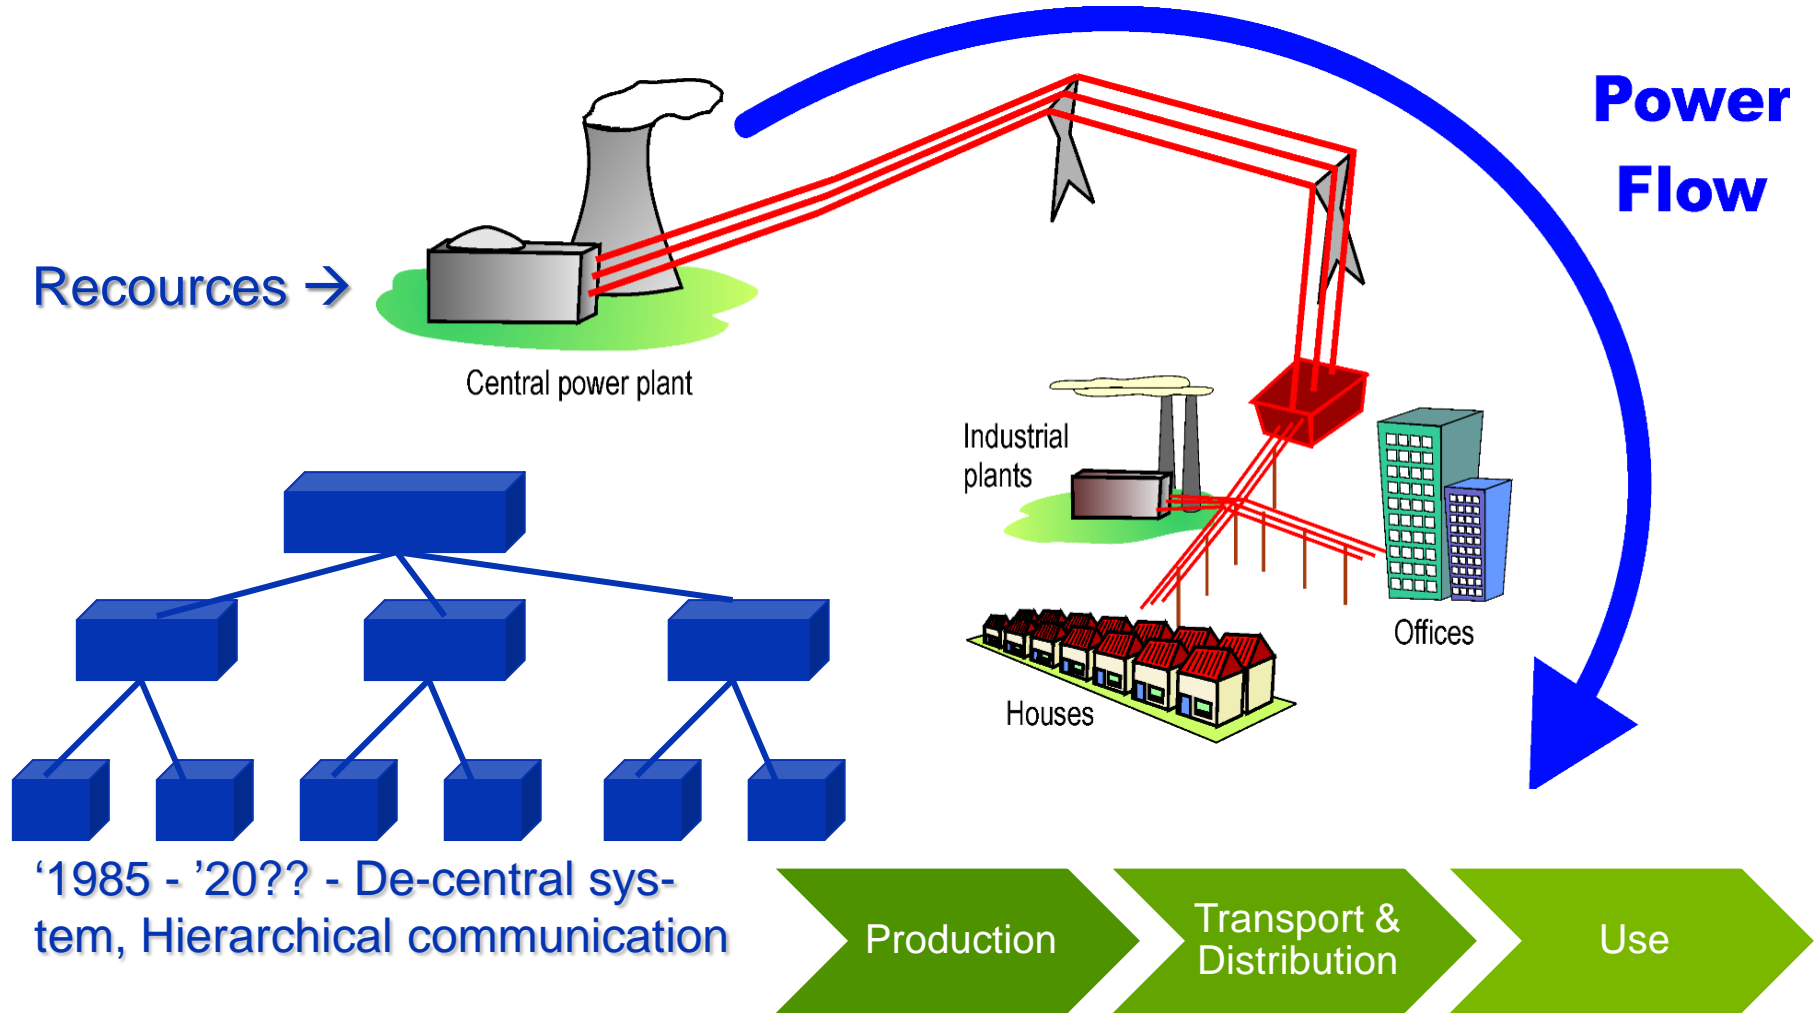 Power
Flow
Recources →
Central power plant
Industrial
plants
Offices
Houses
‘1985 - ’20?? - De-central sys-
tem, Hierarchical communication
Production
Transport &
Distribution
Use